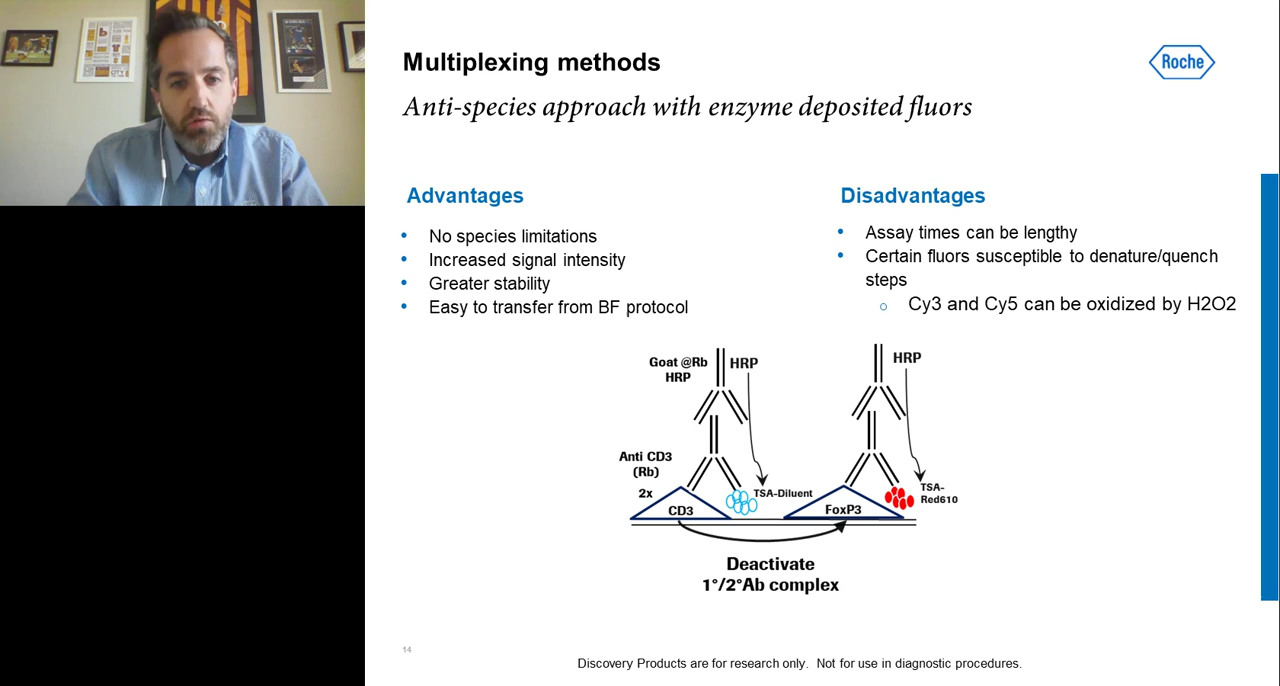 Multiplexing methods
Roche
Anti-species approach with enzyme deposited fluors
Advantages
No species limitations
Increased signal intensity
Greater stability
Easy to transfer from BF protocol
Disadvantages
Assay times can be lengthy
Certain fluors susceptible to denature/quench
steps
Cy3 and Cy5 can be oxidized by H2O2
Goat @Rb
HRP
HRP
HRP
Anti CD3
(Rb)
2x
CD3
TSA-Diluent
FoxP3
TSA-
Red610
Deactivate
1°/2°Ab complex
14
Discovery Products are for research only. Not for use in diagnostic procedures.